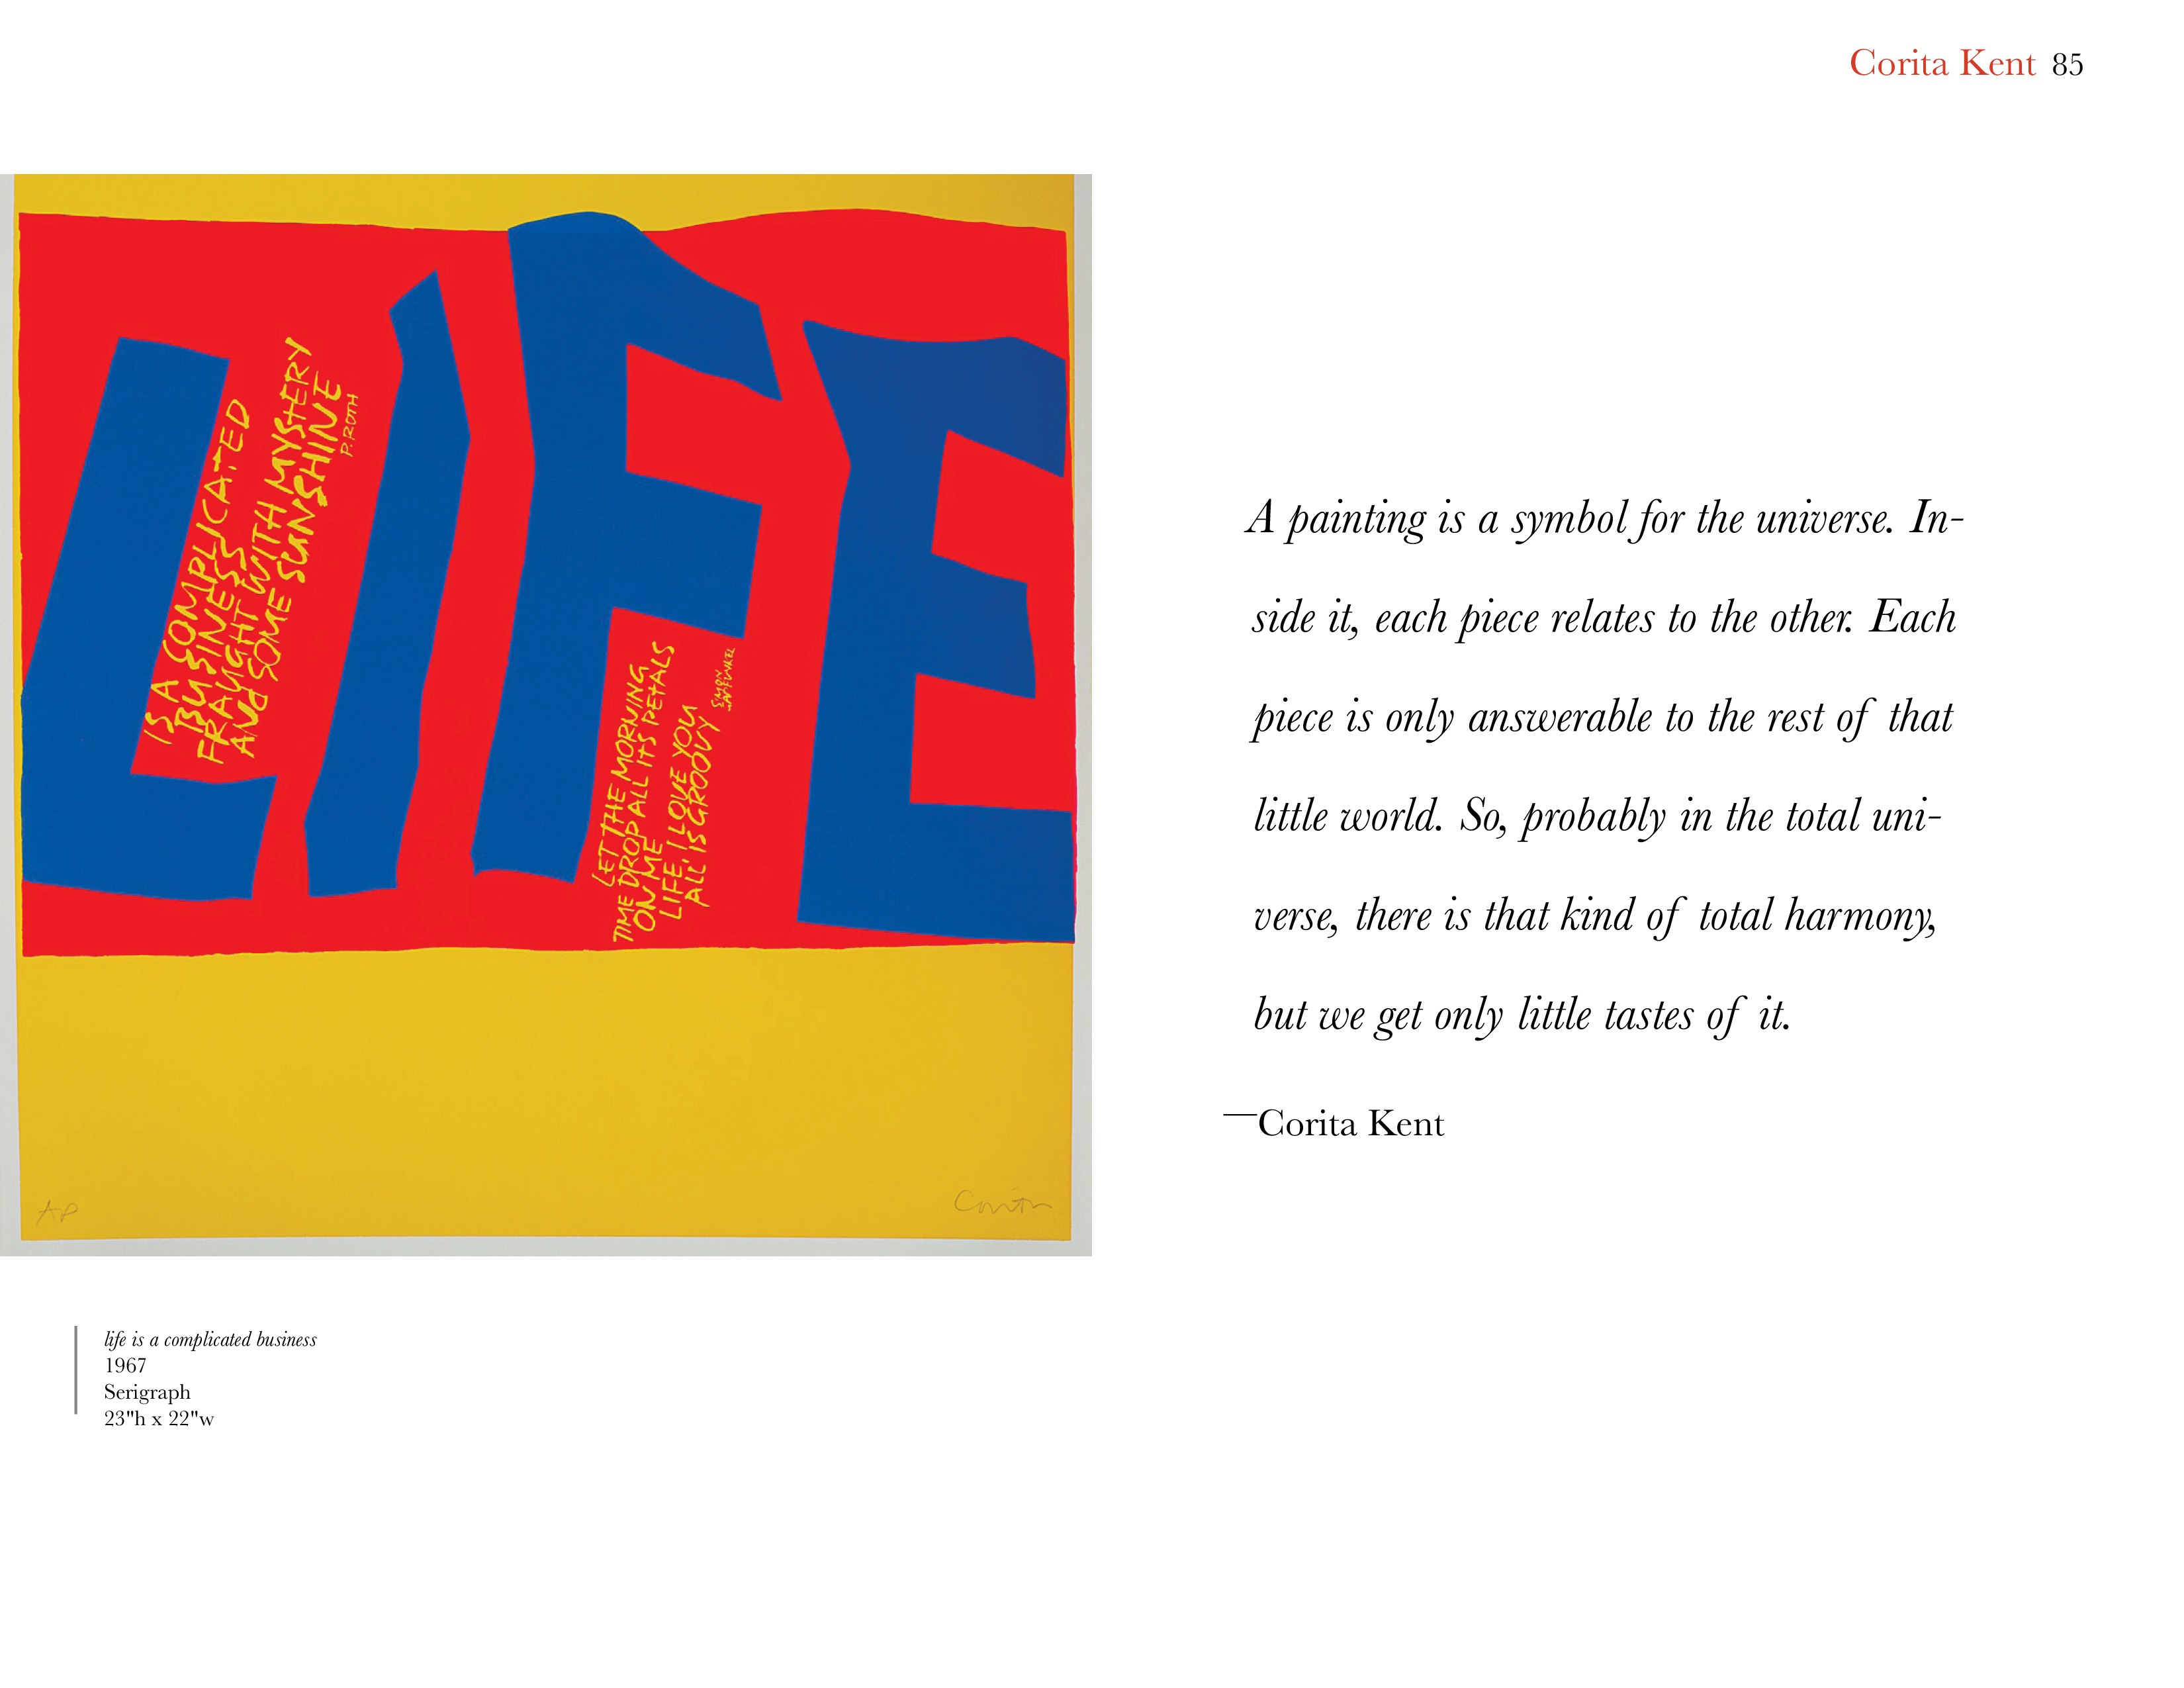 Corita Kent 85
LIFE
IS A COMPLICATED
BUSINESS
FRAUGHT WITH MYSTERY
AND SOME SUNSHINE
P. ROTH
LET THE MORNING
TIME DROP ALL ITS PETALS
ON ME
LIFE I LOVE YOU
ALL IS GROOVY
AP
Corita
A painting is a symbol for the universe. In-
side it, each piece relates to the other. Each
piece is only answerable to the rest of that
little world. So, probably in the total uni-
verse, there is that kind of total harmony,
but we get only little tastes of it.
—Corita Kent
life is a complicated business
1967
Serigraph
23"h x 22"w